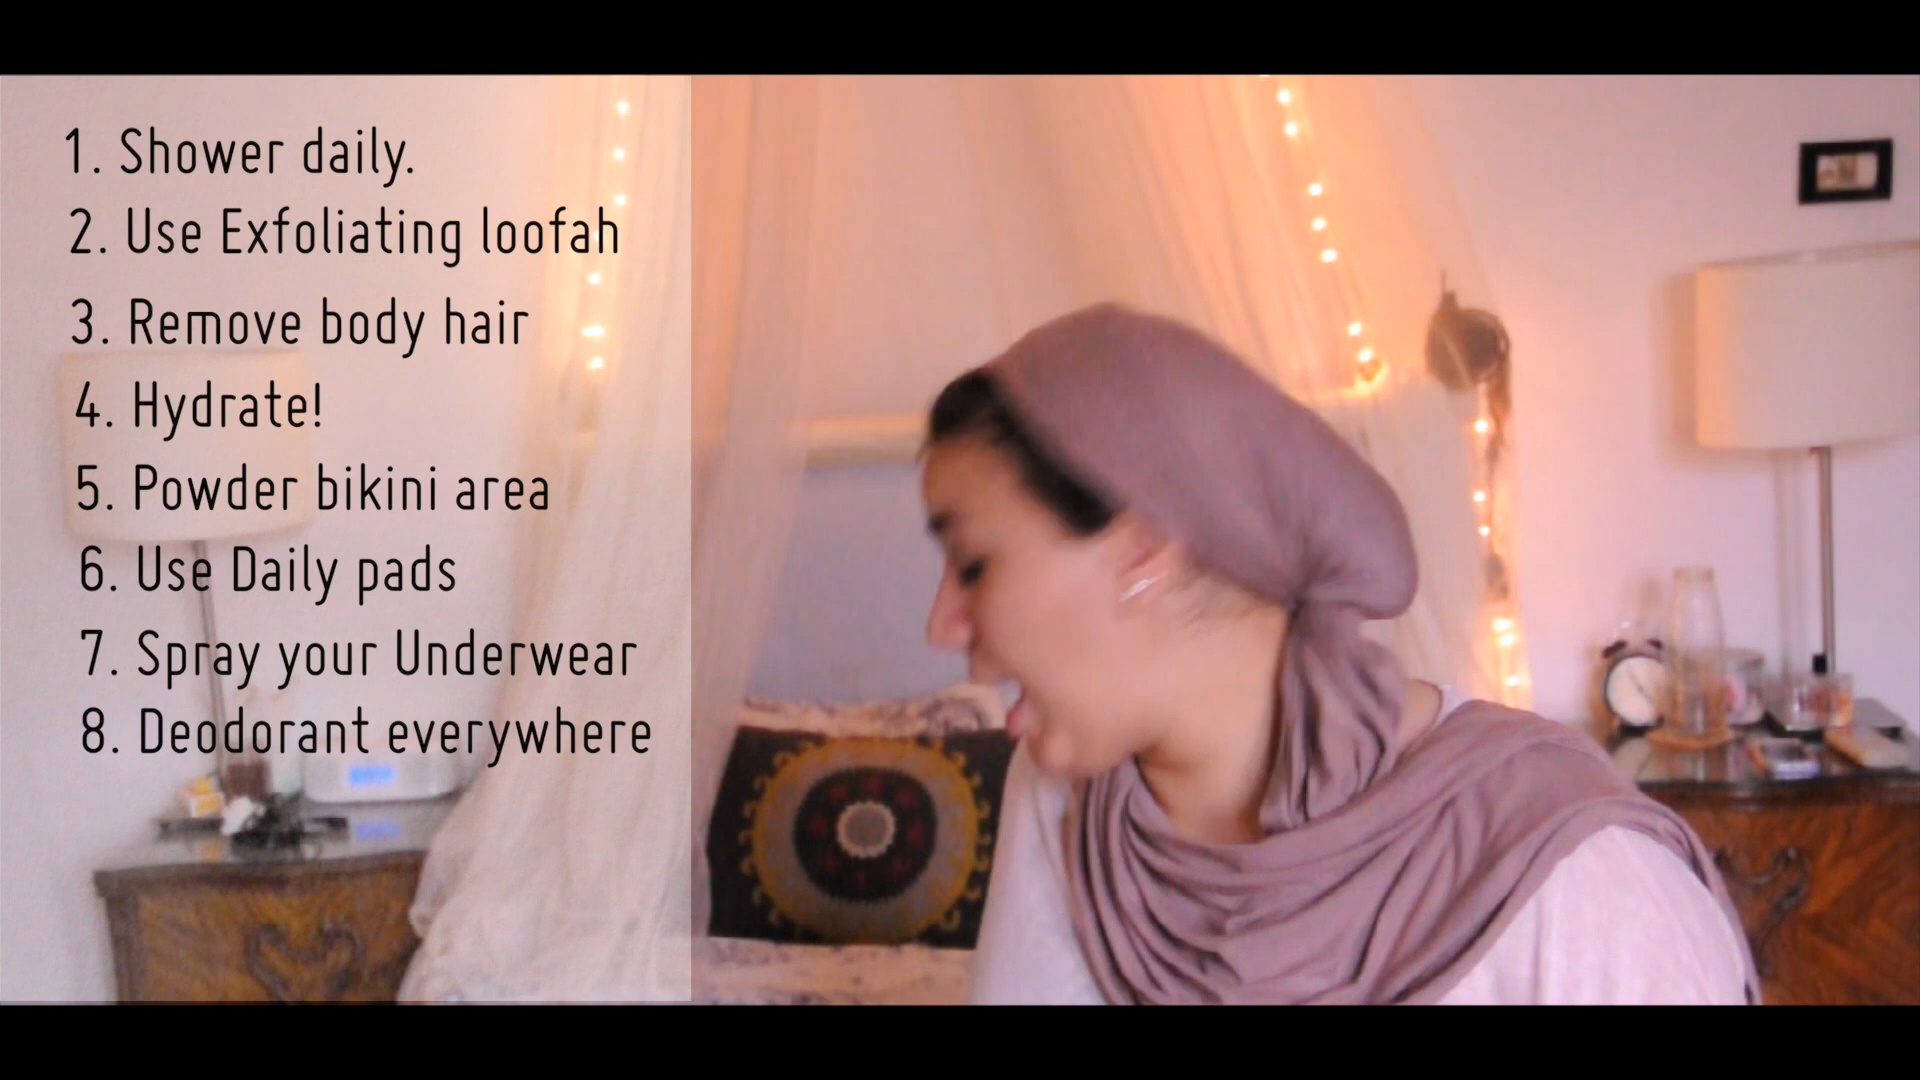 1. Shower daily.
2. Use Exfoliating loofah
3. Remove body hair
4. Hydrate!
5. Powder bikini area
6. Use Daily pads
7. Spray your Underwear
8. Deodorant everywhere